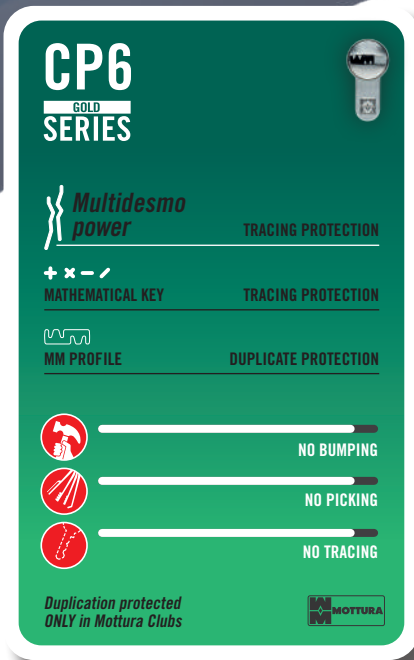 CP6
GOLD
SERIES
Multidesmo
power
TRACING PROTECTION
MATHEMATICAL KEY TRACING PROTECTION
MM PROFILE DUPLICATE PROTECTION
NO BUMPING
NO PICKING
NO TRACING
Duplication protected
ONLY in Mottura Clubs
MOTTURA